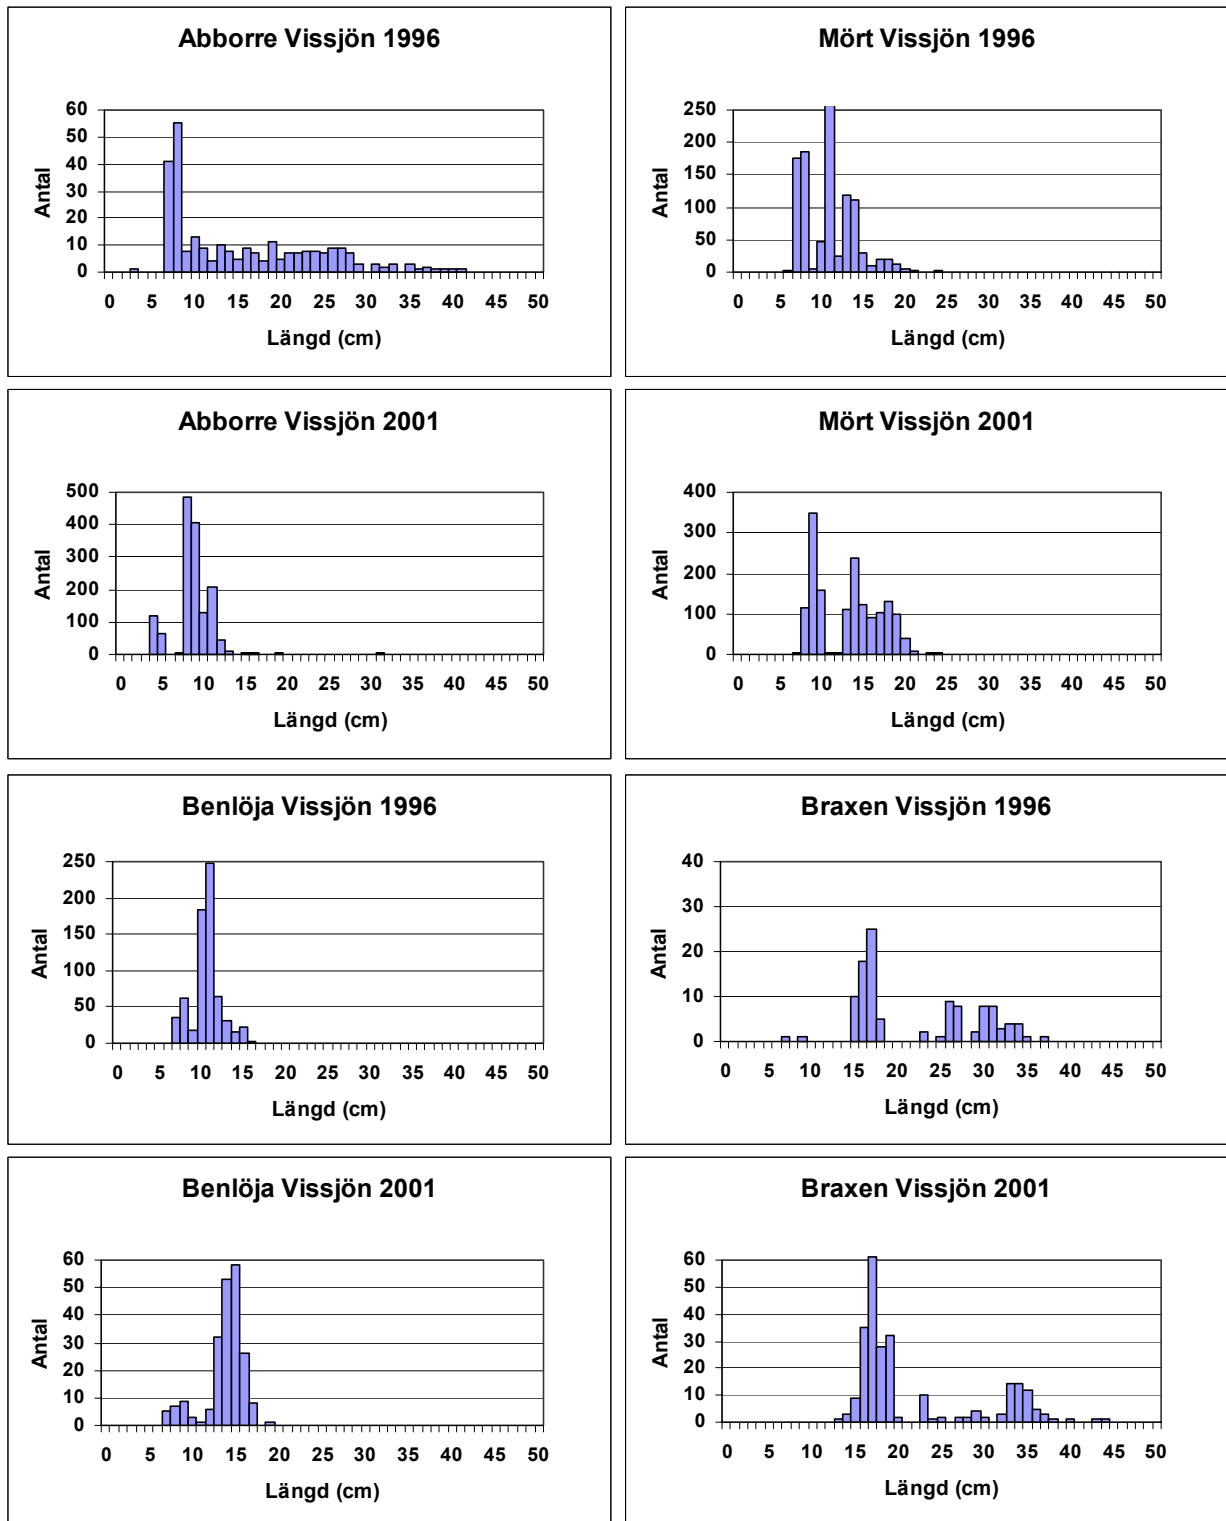 Abborre Vissjön 1996
60
50
40
30
20
10
0
Antal
0 5 10 15 20 25 30 35 40 45 50
Längd (cm)
Mört Vissjön 1996
250
200
150
100
50
0
Antal
0 5 10 15 20 25 30 35 40 45 50
Längd (cm)
Abborre Vissjön 2001
500
400
300
200
100
0
Antal
0 5 10 15 20 25 30 35 40 45 50
Längd (cm)
Mört Vissjön 2001
400
300
200
100
0
Antal
0 5 10 15 20 25 30 35 40 45 50
Längd (cm)
Benlöja Vissjön 1996
250
200
150
100
50
0
Antal
0 5 10 15 20 25 30 35 40 45 50
Längd (cm)
Braxen Vissjön 1996
40
30
20
10
0
Antal
0 5 10 15 20 25 30 35 40 45 50
Längd (cm)
Benlöja Vissjön 2001
60
50
40
30
20
10
0
Antal
0 5 10 15 20 25 30 35 40 45 50
Längd (cm)
Braxen Vissjön 2001
60
50
40
30
20
10
0
Antal
0 5 10 15 20 25 30 35 40 45 50
Längd (cm)